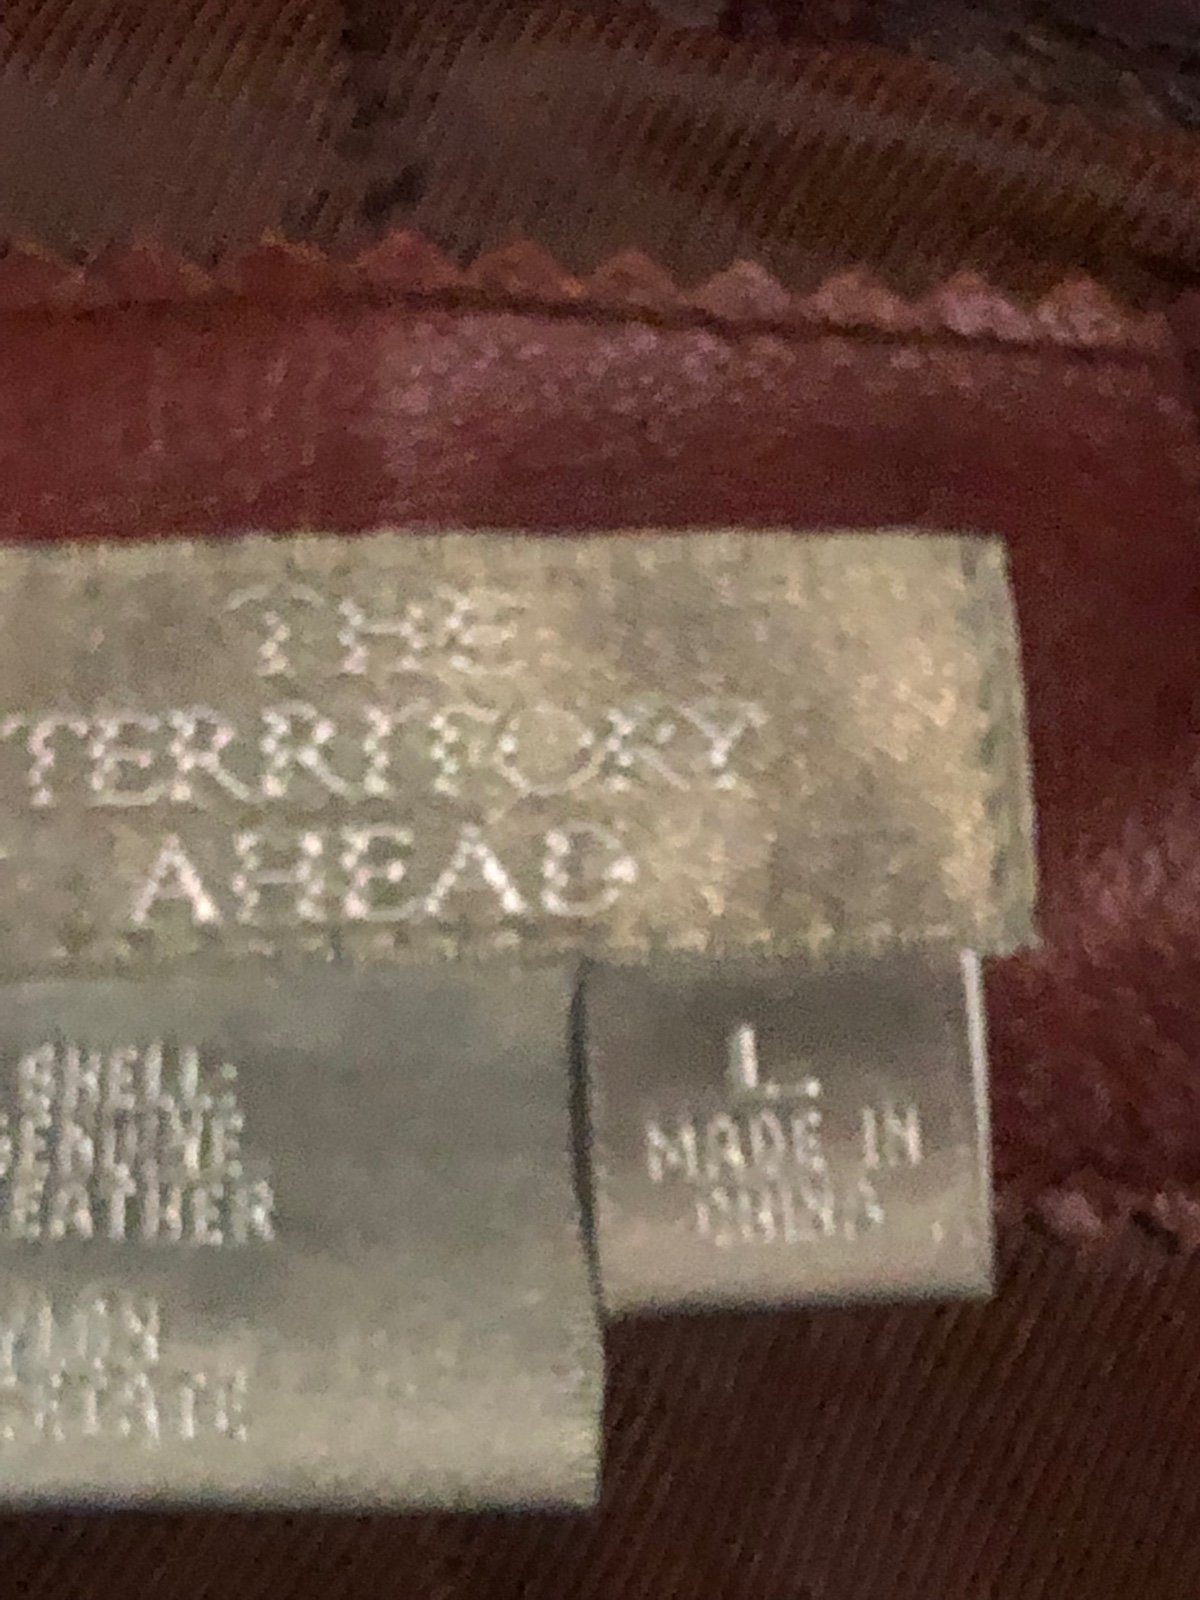 THE
TERRITORY
AHEAD
SHELL:
GENUINE
LEATHER
L
MADE IN
CHINA